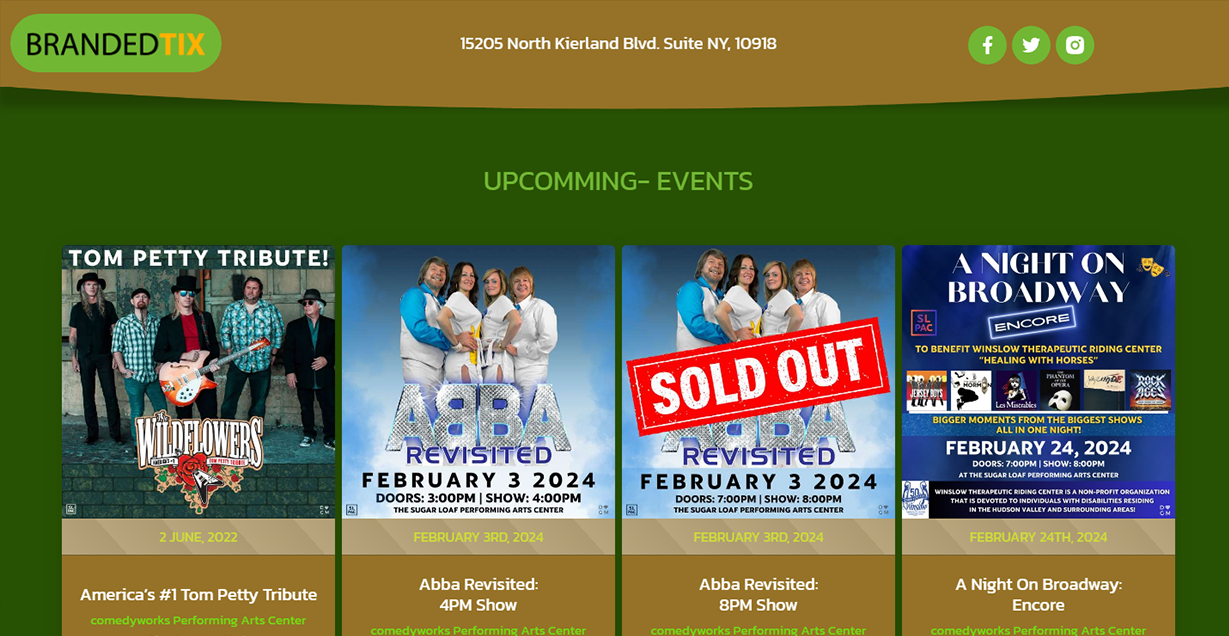 BRANDEDTIX
15205 North Kierland Blvd. Suite NY, 10918
UPCOMMING- EVENTS
TOM PETTY TRIBUTE!
The
WILDFLOWERS
AMERICA'S #1 TOM PETTY TRIBUTE
2 JUNE, 2022
America's #1 Tom Petty Tribute
comedyworks Performing Arts Center
ABBA
REVISITED
FEBRUARY 3 2024
DOORS: 3:00PM | SHOW: 4:00PM
THE SUGAR LOAF PERFORMING ARTS CENTER
FEBRUARY 3RD, 2024
Abba Revisited:
4PM Show
comedyworks Performing Arts Center
SOLD OUT
ABBA
REVISITED
FEBRUARY 3 2024
DOORS: 7:00PM | SHOW: 8:00PM
THE SUGAR LOAF PERFORMING ARTS CENTER
FEBRUARY 3RD, 2024
Abba Revisited:
8PM Show
comedyworks Performing Arts Center
A NIGHT ON
BROADWAY
SL
PAC
ENCORE
TO BENEFIT WINSLOW THERAPEUTIC RIDING CENTER
"HEALING WITH HORSES"
JERSEY BOYS
MORMON
Les Misérables
THE
PHANTOM
OF THE
OPERA
ROCK
OF
AGES
BIGGER MOMENTS FROM THE BIGGEST SHOWS
ALL IN ONE NIGHT!
FEBRUARY 24, 2024
DOORS: 7:00PM | SHOW: 8:00PM
AT THE SUGAR LOAF PERFORMING ARTS CENTER
Winslow
WINSLOW THERAPEUTIC RIDING CENTER IS A NON-PROFIT ORGANIZATION
THAT IS DEVOTED TO INDIVIDUALS WITH DISABILITIES RESIDING
IN THE HUDSON VALLEY AND SURROUNDING AREAS!
FEBRUARY 24TH, 2024
A Night On Broadway:
Encore
comedyworks Performing Arts Center